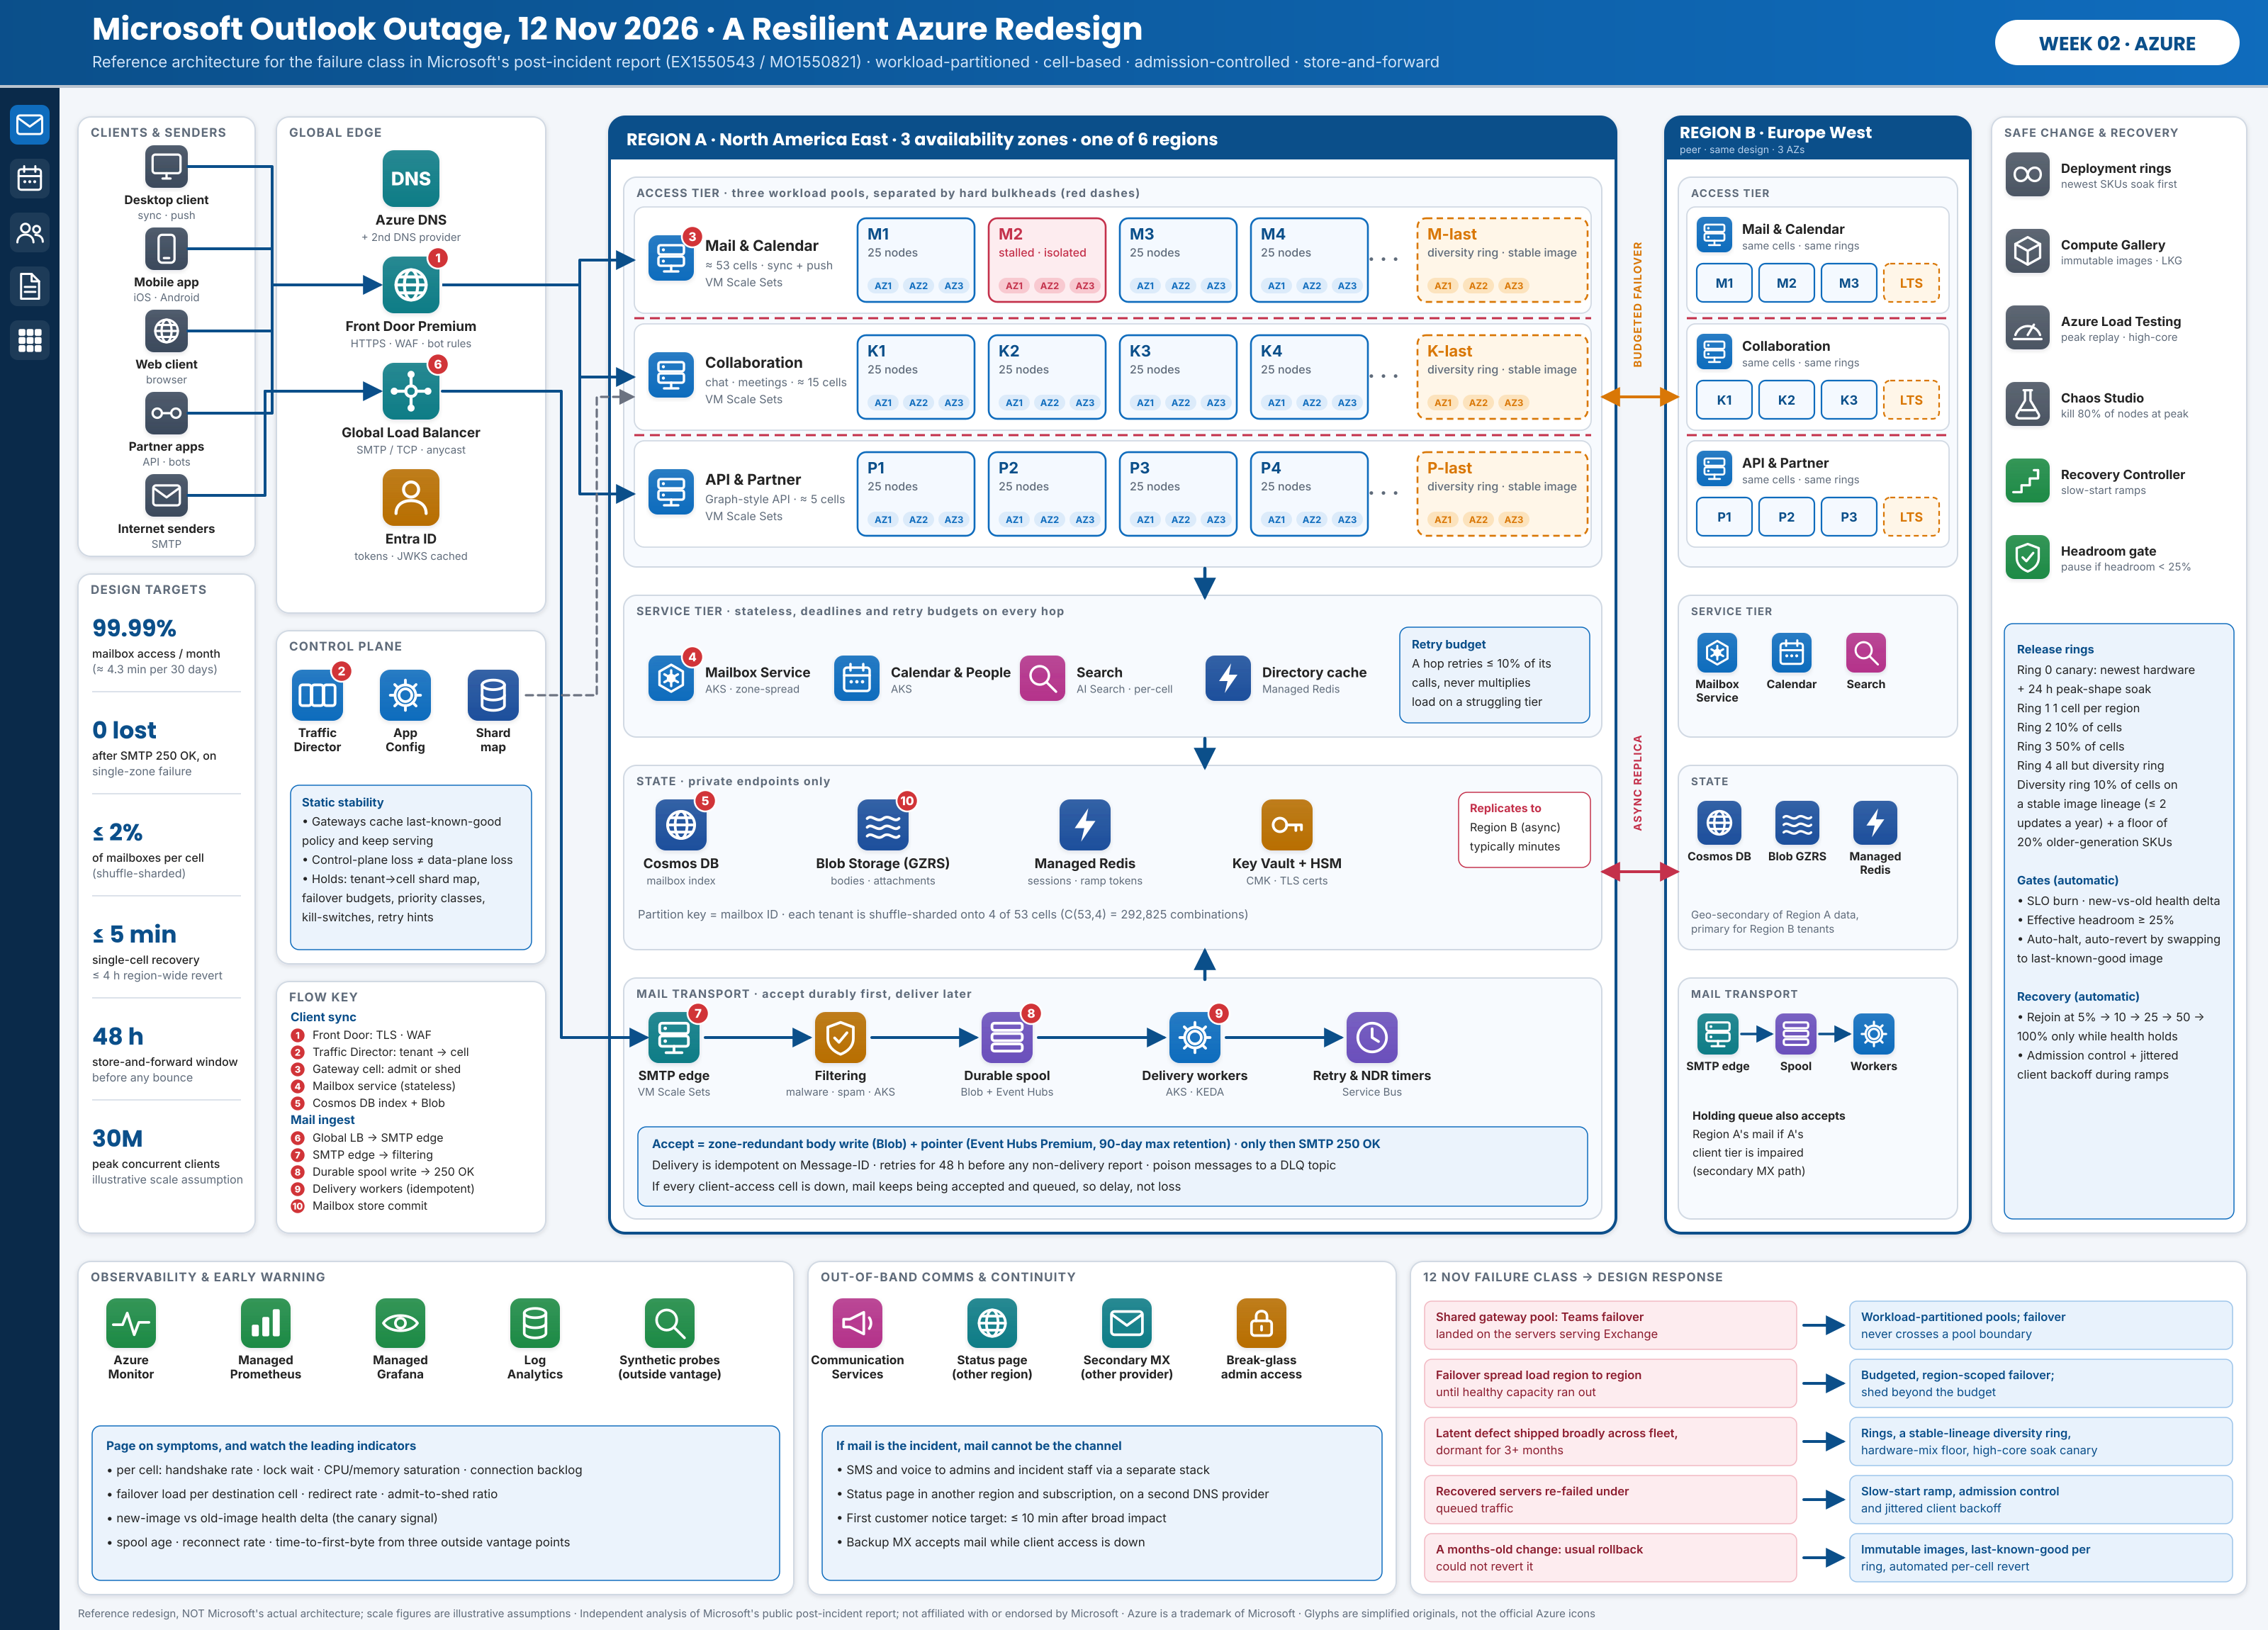 Microsoft Outlook Outage, 12 Nov 2026 · A Resilient Azure Redesign
Reference architecture for the failure class in Microsoft's post-incident report (EX1550543 / MO1550821) · workload-partitioned · cell-based · admission-controlled · store-and-forward
WEEK 02 · AZURE
CLIENTS & SENDERS
Desktop client
sync · push
Mobile app
iOS · Android
Web client
browser
Partner apps
API · bots
Internet senders
SMTP
DESIGN TARGETS
99.99%
mailbox access / month
(≈ 4.3 min per 30 days)
0 lost
after SMTP 250 OK, on
single-zone failure
≤ 2%
of mailboxes per cell
(shuffle-sharded)
≤ 5 min
single-cell recovery
≤ 4 h region-wide revert
48 h
store-and-forward window
before any bounce
30M
peak concurrent clients
illustrative scale assumption
GLOBAL EDGE
DNS
Azure DNS
+ 2nd DNS provider
1
Front Door Premium
HTTPS · WAF · bot rules
6
Global Load Balancer
SMTP / TCP · anycast
Entra ID
tokens · JWKS cached
CONTROL PLANE
2
Traffic
Director
App
Config
Shard
map
Static stability
• Gateways cache last-known-good
policy and keep serving
• Control-plane loss ≠ data-plane loss
• Holds: tenant→cell shard map,
failover budgets, priority classes,
kill-switches, retry hints
FLOW KEY
Client sync
1 Front Door: TLS · WAF
2 Traffic Director: tenant → cell
3 Gateway cell: admit or shed
4 Mailbox service (stateless)
5 Cosmos DB index + Blob
Mail ingest
6 Global LB → SMTP edge
7 SMTP edge → filtering
8 Durable spool write → 250 OK
9 Delivery workers (idempotent)
10 Mailbox store commit
REGION A · North America East · 3 availability zones · one of 6 regions
ACCESS TIER · three workload pools, separated by hard bulkheads (red dashes)
3
Mail & Calendar
≈ 53 cells · sync + push
VM Scale Sets
M1
25 nodes
AZ1 AZ2 AZ3
M2
stalled · isolated
AZ1 AZ2 AZ3
M3
25 nodes
AZ1 AZ2 AZ3
M4
25 nodes
AZ1 AZ2 AZ3
· · ·
M-last
diversity ring · stable image
AZ1 AZ2 AZ3
Collaboration
chat · meetings · ≈ 15 cells
VM Scale Sets
K1
25 nodes
AZ1 AZ2 AZ3
K2
25 nodes
AZ1 AZ2 AZ3
K3
25 nodes
AZ1 AZ2 AZ3
K4
25 nodes
AZ1 AZ2 AZ3
· · ·
K-last
diversity ring · stable image
AZ1 AZ2 AZ3
API & Partner
Graph-style API · ≈ 5 cells
VM Scale Sets
P1
25 nodes
AZ1 AZ2 AZ3
P2
25 nodes
AZ1 AZ2 AZ3
P3
25 nodes
AZ1 AZ2 AZ3
P4
25 nodes
AZ1 AZ2 AZ3
· · ·
P-last
diversity ring · stable image
AZ1 AZ2 AZ3
SERVICE TIER · stateless, deadlines and retry budgets on every hop
4
Mailbox Service
AKS · zone-spread
Calendar & People
AKS
Search
AI Search · per-cell
Directory cache
Managed Redis
Retry budget
A hop retries ≤ 10% of its
calls, never multiplies
load on a struggling tier
STATE · private endpoints only
5
Cosmos DB
mailbox index
10
Blob Storage (GZRS)
bodies · attachments
Managed Redis
sessions · ramp tokens
Key Vault + HSM
CMK · TLS certs
Replicates to
Region B (async)
typically minutes
Partition key = mailbox ID · each tenant is shuffle-sharded onto 4 of 53 cells (C(53,4) = 292,825 combinations)
MAIL TRANSPORT · accept durably first, deliver later
7
SMTP edge
VM Scale Sets
Filtering
malware · spam · AKS
8
Durable spool
Blob + Event Hubs
9
Delivery workers
AKS · KEDA
Retry & NDR timers
Service Bus
Accept = zone-redundant body write (Blob) + pointer (Event Hubs Premium, 90-day max retention) · only then SMTP 250 OK
Delivery is idempotent on Message-ID · retries for 48 h before any non-delivery report · poison messages to a DLQ topic
If every client-access cell is down, mail keeps being accepted and queued, so delay, not loss
BUDGETED FAILOVER
ASYNC REPLICA
REGION B · Europe West
peer · same design · 3 AZs
ACCESS TIER
Mail & Calendar
same cells · same rings
M1 M2 M3 LTS
Collaboration
same cells · same rings
K1 K2 K3 LTS
API & Partner
same cells · same rings
P1 P2 P3 LTS
SERVICE TIER
Mailbox
Service
Calendar
Search
STATE
Cosmos DB
Blob GZRS
Managed
Redis
Geo-secondary of Region A data,
primary for Region B tenants
MAIL TRANSPORT
SMTP edge
Spool
Workers
Holding queue also accepts
Region A's mail if A's
client tier is impaired
(secondary MX path)
SAFE CHANGE & RECOVERY
Deployment rings
newest SKUs soak first
Compute Gallery
immutable images · LKG
Azure Load Testing
peak replay · high-core
Chaos Studio
kill 80% of nodes at peak
Recovery Controller
slow-start ramps
Headroom gate
pause if headroom < 25%
Release rings
Ring 0 canary: newest hardware
+ 24 h peak-shape soak
Ring 1 1 cell per region
Ring 2 10% of cells
Ring 3 50% of cells
Ring 4 all but diversity ring
Diversity ring 10% of cells on
a stable image lineage (≤ 2
updates a year) + a floor of
20% older-generation SKUs
Gates (automatic)
• SLO burn · new-vs-old health delta
• Effective headroom ≥ 25%
• Auto-halt, auto-revert by swapping
to last-known-good image
Recovery (automatic)
• Rejoin at 5% → 10 → 25 → 50 →
100% only while health holds
• Admission control + jittered
client backoff during ramps
OBSERVABILITY & EARLY WARNING
Azure
Monitor
Managed
Prometheus
Managed
Grafana
Log
Analytics
Synthetic probes
(outside vantage)
Page on symptoms, and watch the leading indicators
• per cell: handshake rate · lock wait · CPU/memory saturation · connection backlog
• failover load per destination cell · redirect rate · admit-to-shed ratio
• new-image vs old-image health delta (the canary signal)
• spool age · reconnect rate · time-to-first-byte from three outside vantage points
OUT-OF-BAND COMMS & CONTINUITY
Communication
Services
Status page
(other region)
Secondary MX
(other provider)
Break-glass
admin access
If mail is the incident, mail cannot be the channel
• SMS and voice to admins and incident staff via a separate stack
• Status page in another region and subscription, on a second DNS provider
• First customer notice target: ≤ 10 min after broad impact
• Backup MX accepts mail while client access is down
12 NOV FAILURE CLASS → DESIGN RESPONSE
Shared gateway pool: Teams failover
landed on the servers serving Exchange
Workload-partitioned pools; failover
never crosses a pool boundary
Failover spread load region to region
until healthy capacity ran out
Budgeted, region-scoped failover;
shed beyond the budget
Latent defect shipped broadly across fleet,
dormant for 3+ months
Rings, a stable-lineage diversity ring,
hardware-mix floor, high-core soak canary
Recovered servers re-failed under
queued traffic
Slow-start ramp, admission control
and jittered client backoff
A months-old change: usual rollback
could not revert it
Immutable images, last-known-good per
ring, automated per-cell revert
Reference redesign, NOT Microsoft's actual architecture; scale figures are illustrative assumptions · Independent analysis of Microsoft's public post-incident report; not affiliated with or endorsed by Microsoft · Azure is a trademark of Microsoft · Glyphs are simplified originals, not the official Azure icons